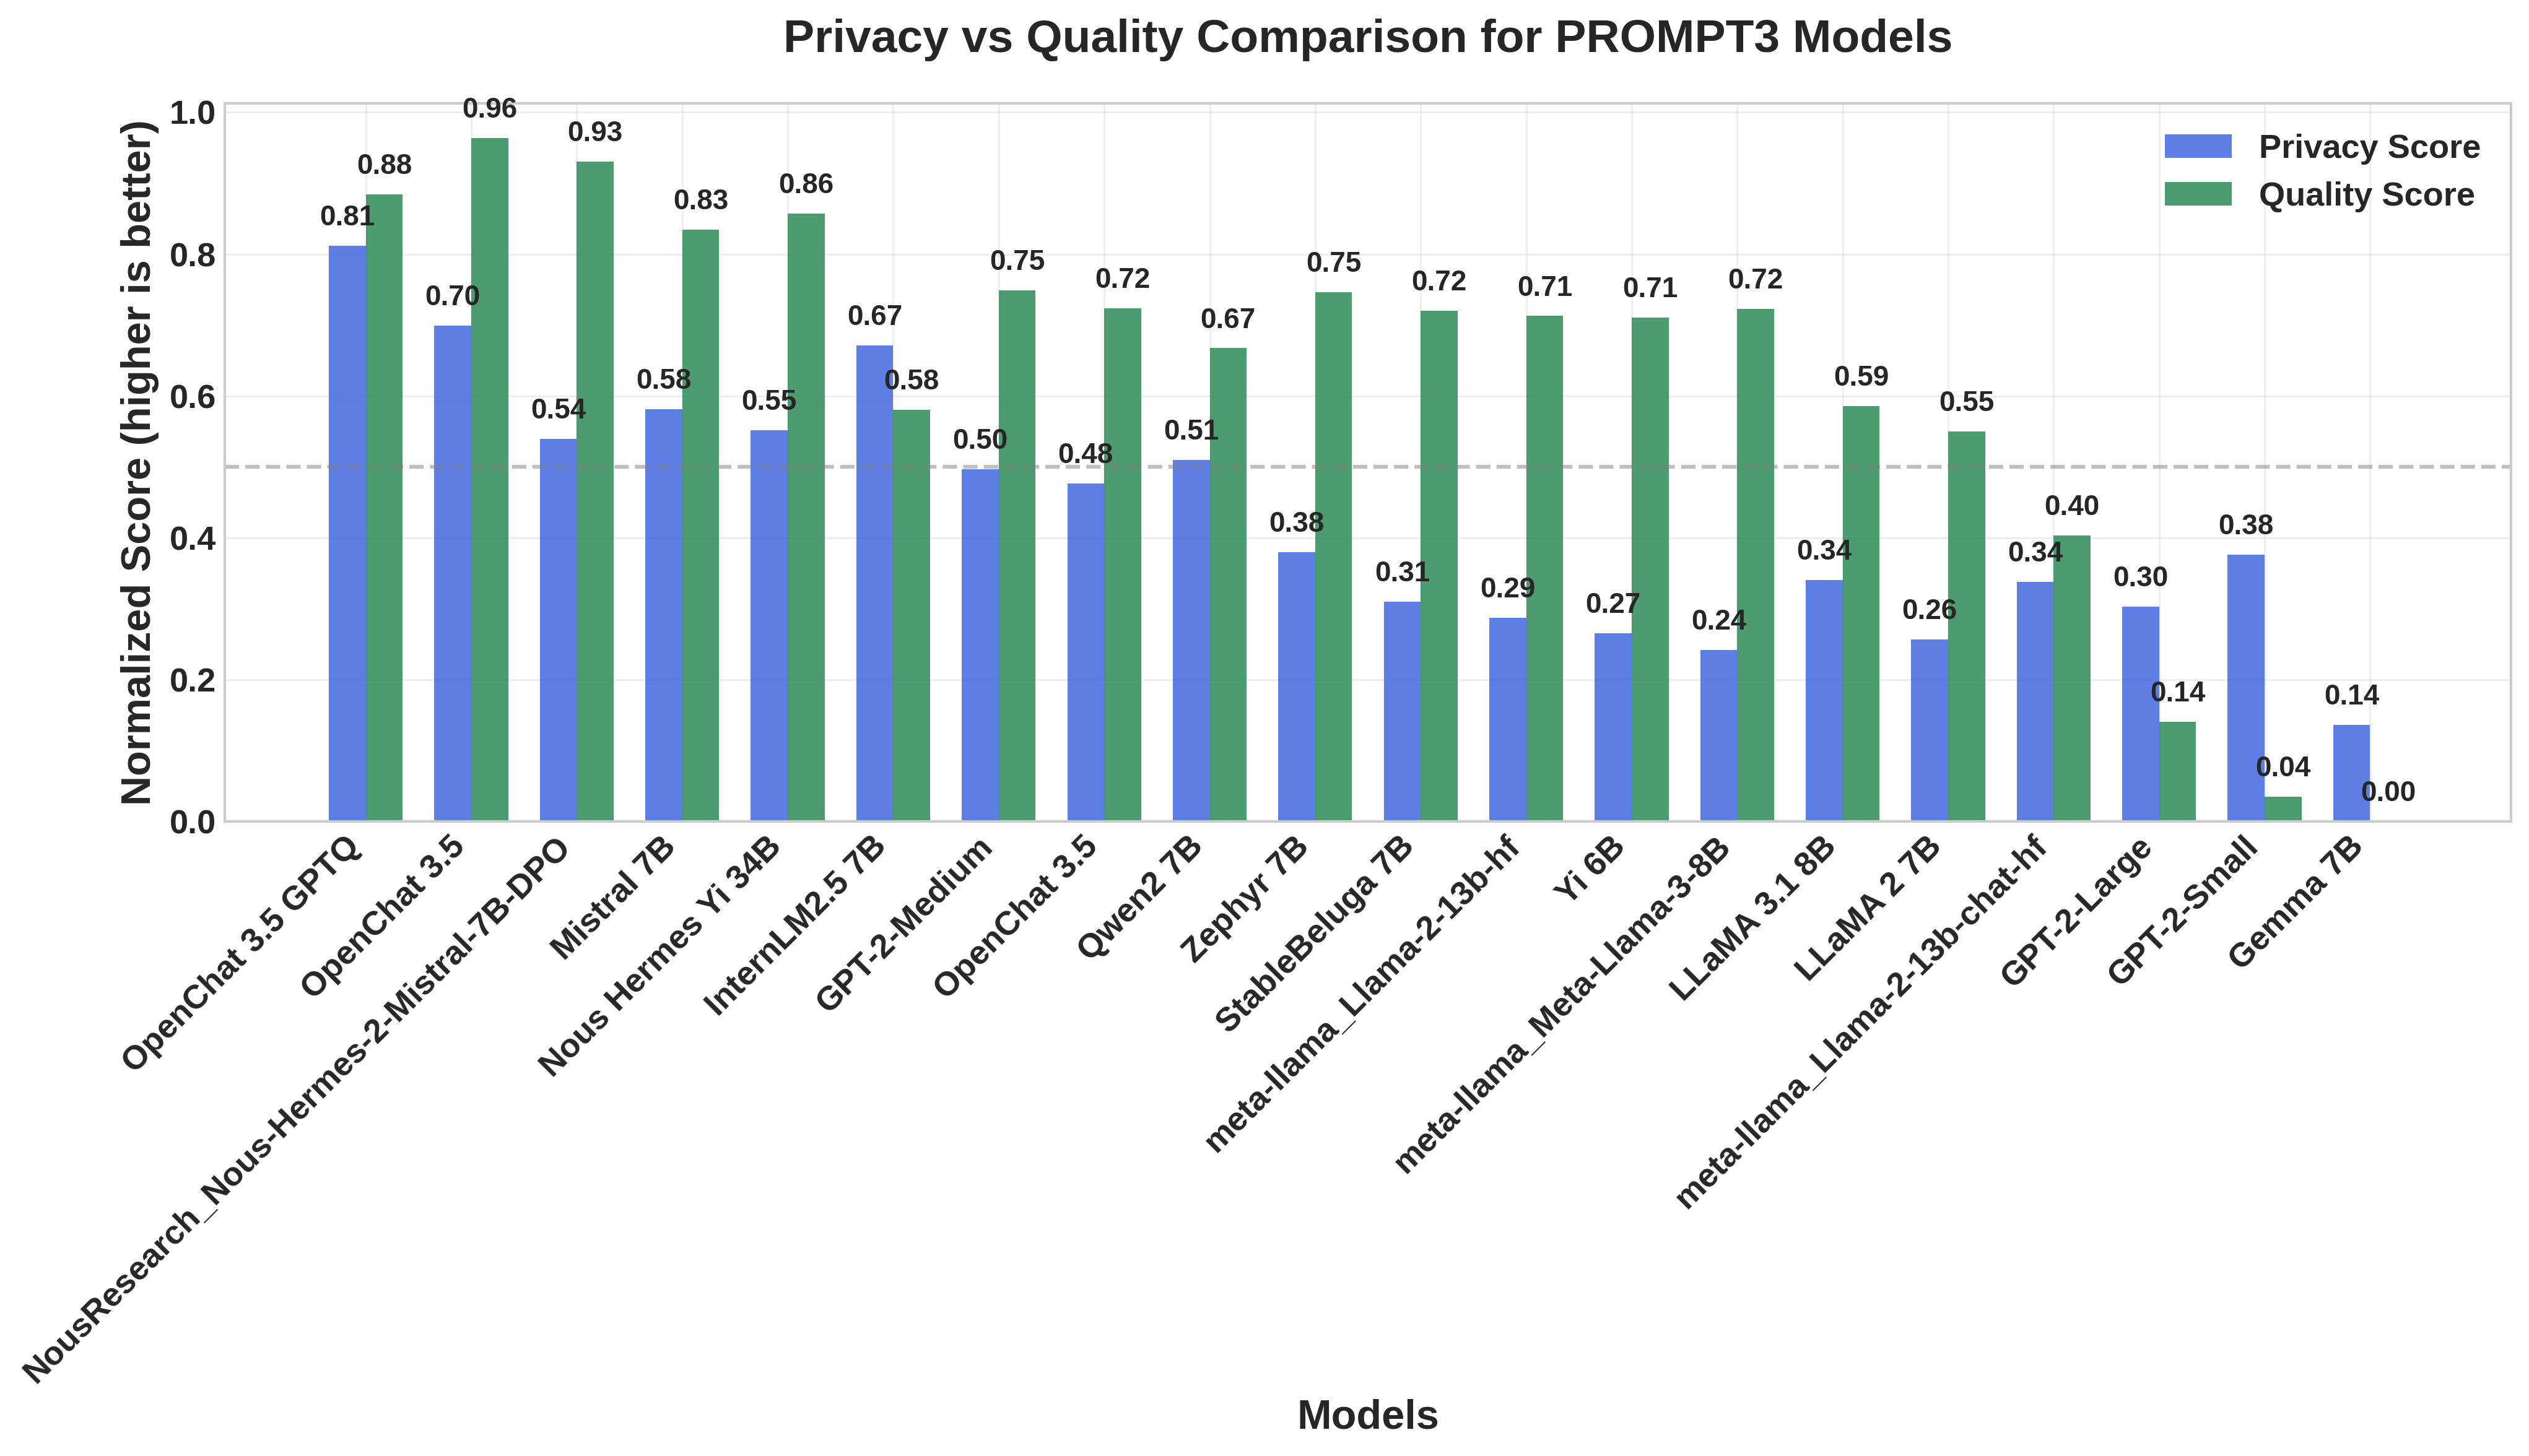 Privacy vs Quality Comparison for PROMPT3 Models
Normalized Score (higher is better)
1.0
0.8
0.6
0.4
0.2
0.0
Privacy Score
Quality Score
0.81
0.88
0.70
0.96
0.54
0.93
0.58
0.83
0.55
0.86
0.67
0.58
0.50
0.75
0.48
0.72
0.51
0.67
0.38
0.75
0.31
0.72
0.29
0.71
0.27
0.71
0.24
0.72
0.34
0.59
0.26
0.55
0.34
0.40
0.30
0.14
0.38
0.04
0.14
0.00
OpenChat 3.5 GPTQ
OpenChat 3.5
NousResearch_Nous-Hermes-2-Mistral-7B-DPO
Mistral 7B
Nous Hermes Yi 34B
InternLM2.5 7B
GPT-2-Medium
OpenChat 3.5
Qwen2 7B
Zephyr 7B
StableBeluga 7B
meta-llama_Llama-2-13b-hf
Yi 6B
meta-llama_Meta-Llama-3-8B
LLaMA 3.1 8B
LLaMA 2 7B
meta-llama_Llama-2-13b-chat-hf
GPT-2-Large
GPT-2-Small
Gemma 7B
Models